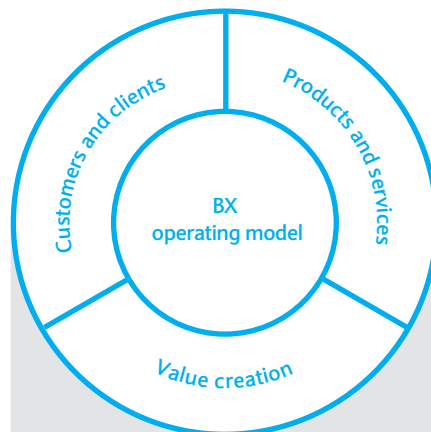 Customers and clients
Products and services
BX
operating model
Value creation